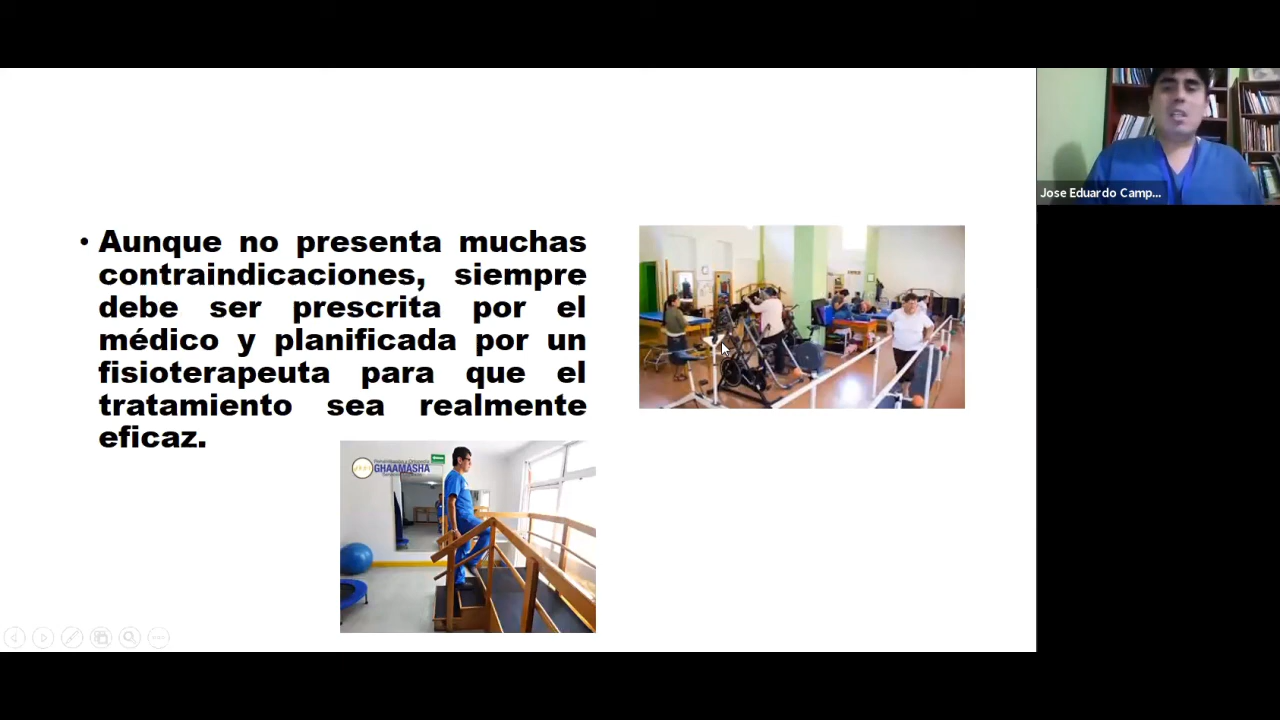 Jose Eduardo Camp...
• Aunque no presenta muchas
contraindicaciones, siempre
debe ser prescrita por el
médico y planificada por un
fisioterapeuta para que el
tratamiento sea realmente
eficaz.
GHAAMASHA